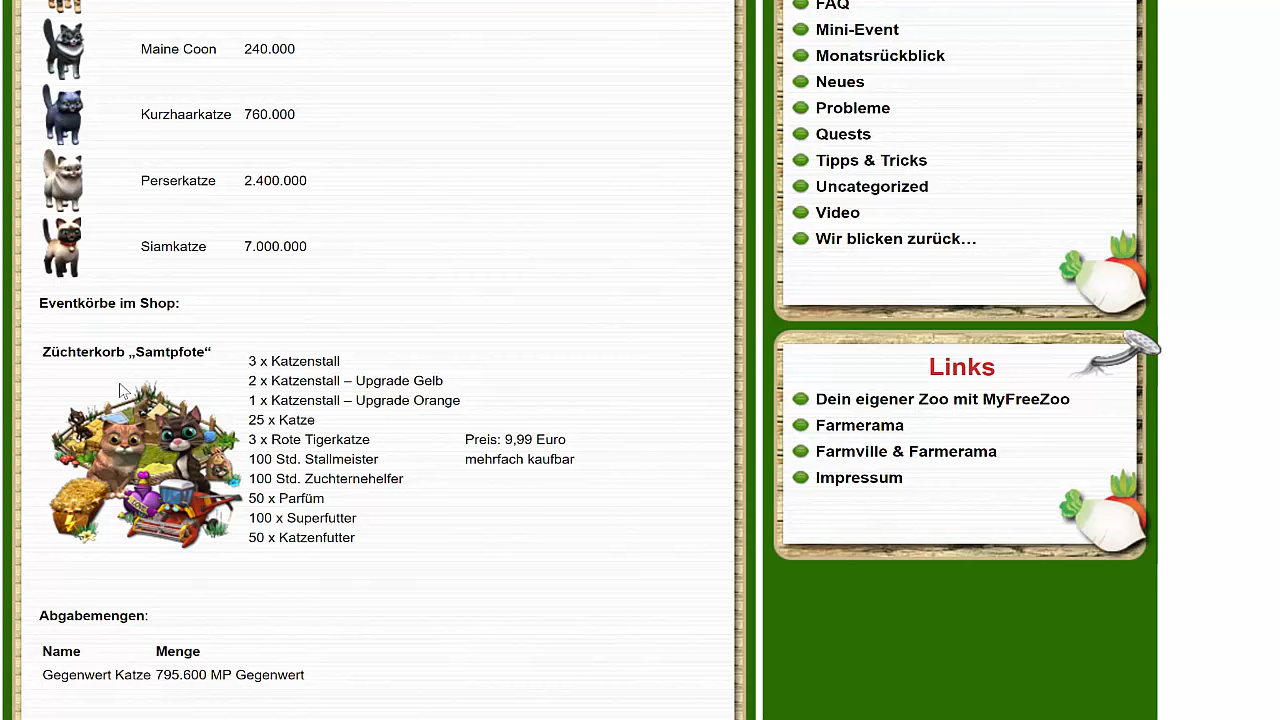 Maine Coon 240.000
Kurzhaarkatze 760.000
Perserkatze 2.400.000
Siamkatze 7.000.000
Eventkörbe im Shop:
Züchterkorb „Samtpfote“
3 x Katzenstall
2 x Katzenstall – Upgrade Gelb
1 x Katzenstall – Upgrade Orange
25 x Katze
3 x Rote Tigerkatze
100 Std. Stallmeister
100 Std. Zuchternehelfer
50 x Parfüm
100 x Superfutter
50 x Katzenfutter
Preis: 9,99 Euro
mehrfach kaufbar
Abgabemengen:
Name Menge
Gegenwert Katze 795.600 MP Gegenwert
FAQ
Mini-Event
Monatsrückblick
Neues
Probleme
Quests
Tipps & Tricks
Uncategorized
Video
Wir blicken zurück…
Links
Dein eigener Zoo mit MyFreeZoo
Farmerama
Farmville & Farmerama
Impressum